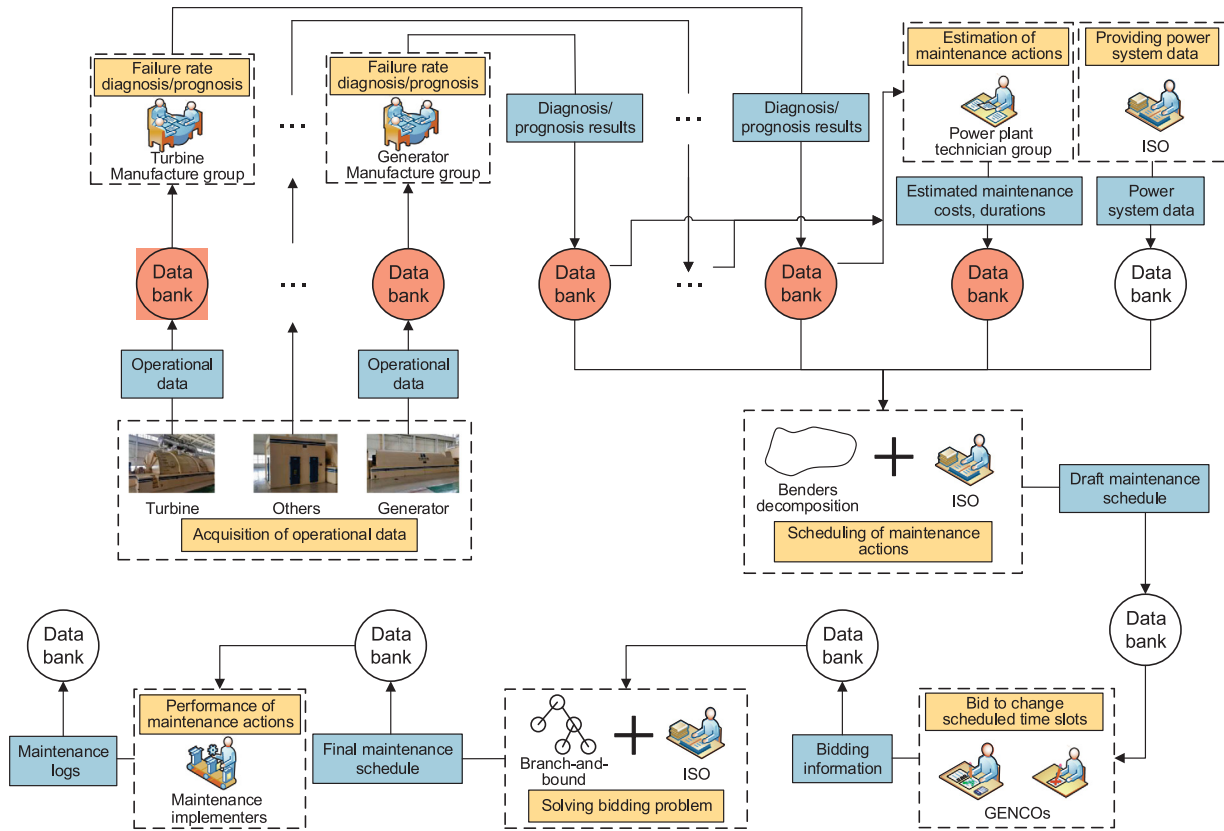 Failure rate
diagnosis/prognosis
Turbine
Manufacture group
...
Failure rate
diagnosis/prognosis
Generator
Manufacture group
Diagnosis/
prognosis results
...
Diagnosis/
prognosis results
Estimation of
maintenance actions
Power plant
technician group
Providing power
system data
ISO
Estimated maintenance
costs, durations
Power
system data
Data
bank
...
Data
bank
Data
bank
...
Data
bank
Data
bank
Data
bank
Operational
data
Operational
data
Turbine
Others
Generator
Acquisition of operational data
Benders
decomposition
+
ISO
Scheduling of maintenance
actions
Draft maintenance
schedule
Data
bank
Data
bank
Data
bank
Data
bank
Maintenance
logs
Performance of
maintenance actions
Maintenance
implementers
Final maintenance
schedule
Branch-and-
bound
+
ISO
Solving bidding problem
Bidding
information
Bid to change
scheduled time slots
GENCOs